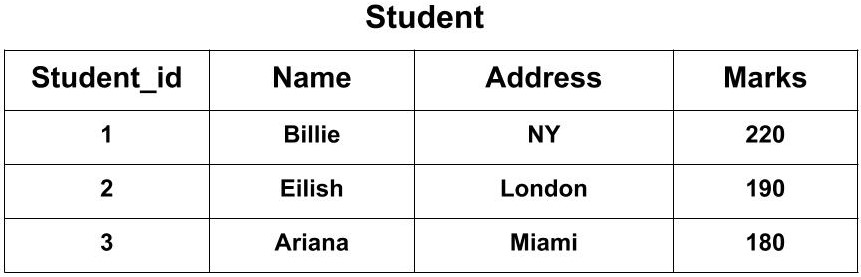 Student
Student_id Name Address Marks
1 Billie NY 220
2 Eilish London 190
3 Ariana Miami 180